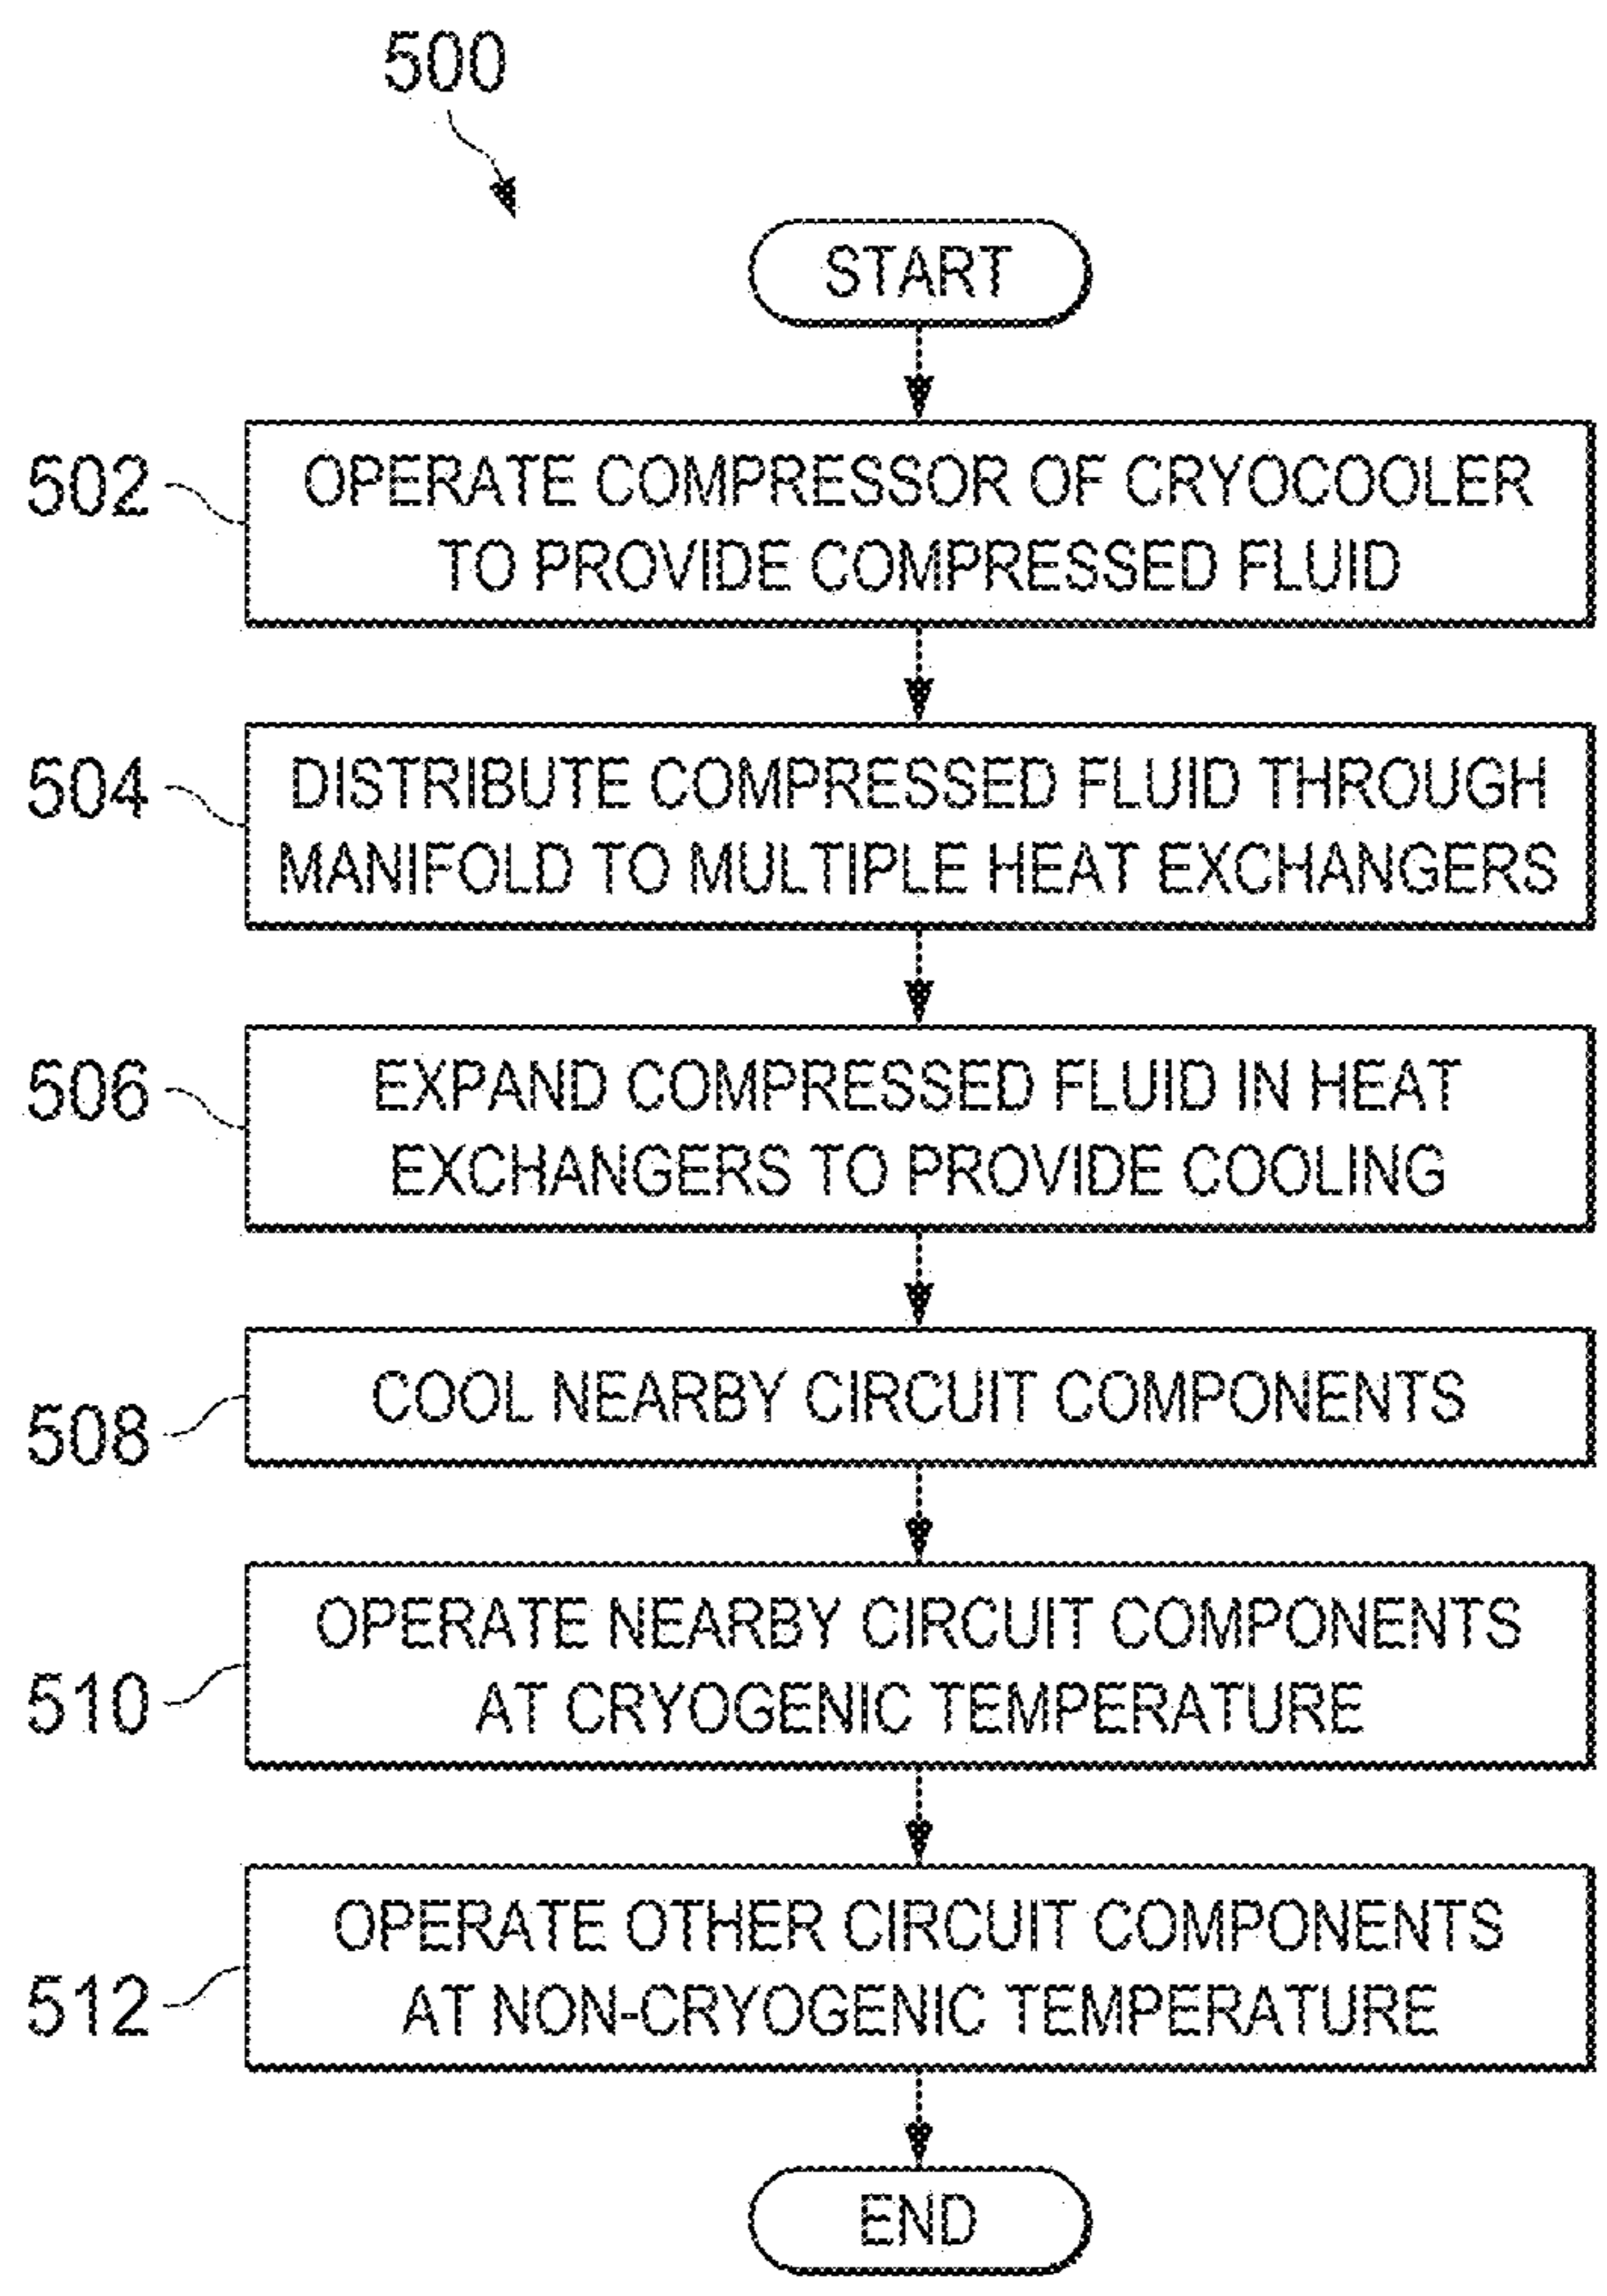 500
START
502
OPERATE COMPRESSOR OF CRYOCOOLER
TO PROVIDE COMPRESSED FLUID
504
DISTRIBUTE COMPRESSED FLUID THROUGH
MANIFOLD TO MULTIPLE HEAT EXCHANGERS
506
EXPAND COMPRESSED FLUID IN HEAT
EXCHANGERS TO PROVIDE COOLING
508
COOL NEARBY CIRCUIT COMPONENTS
510
OPERATE NEARBY CIRCUIT COMPONENTS
AT CRYOGENIC TEMPERATURE
512
OPERATE OTHER CIRCUIT COMPONENTS
AT NON-CRYOGENIC TEMPERATURE
END